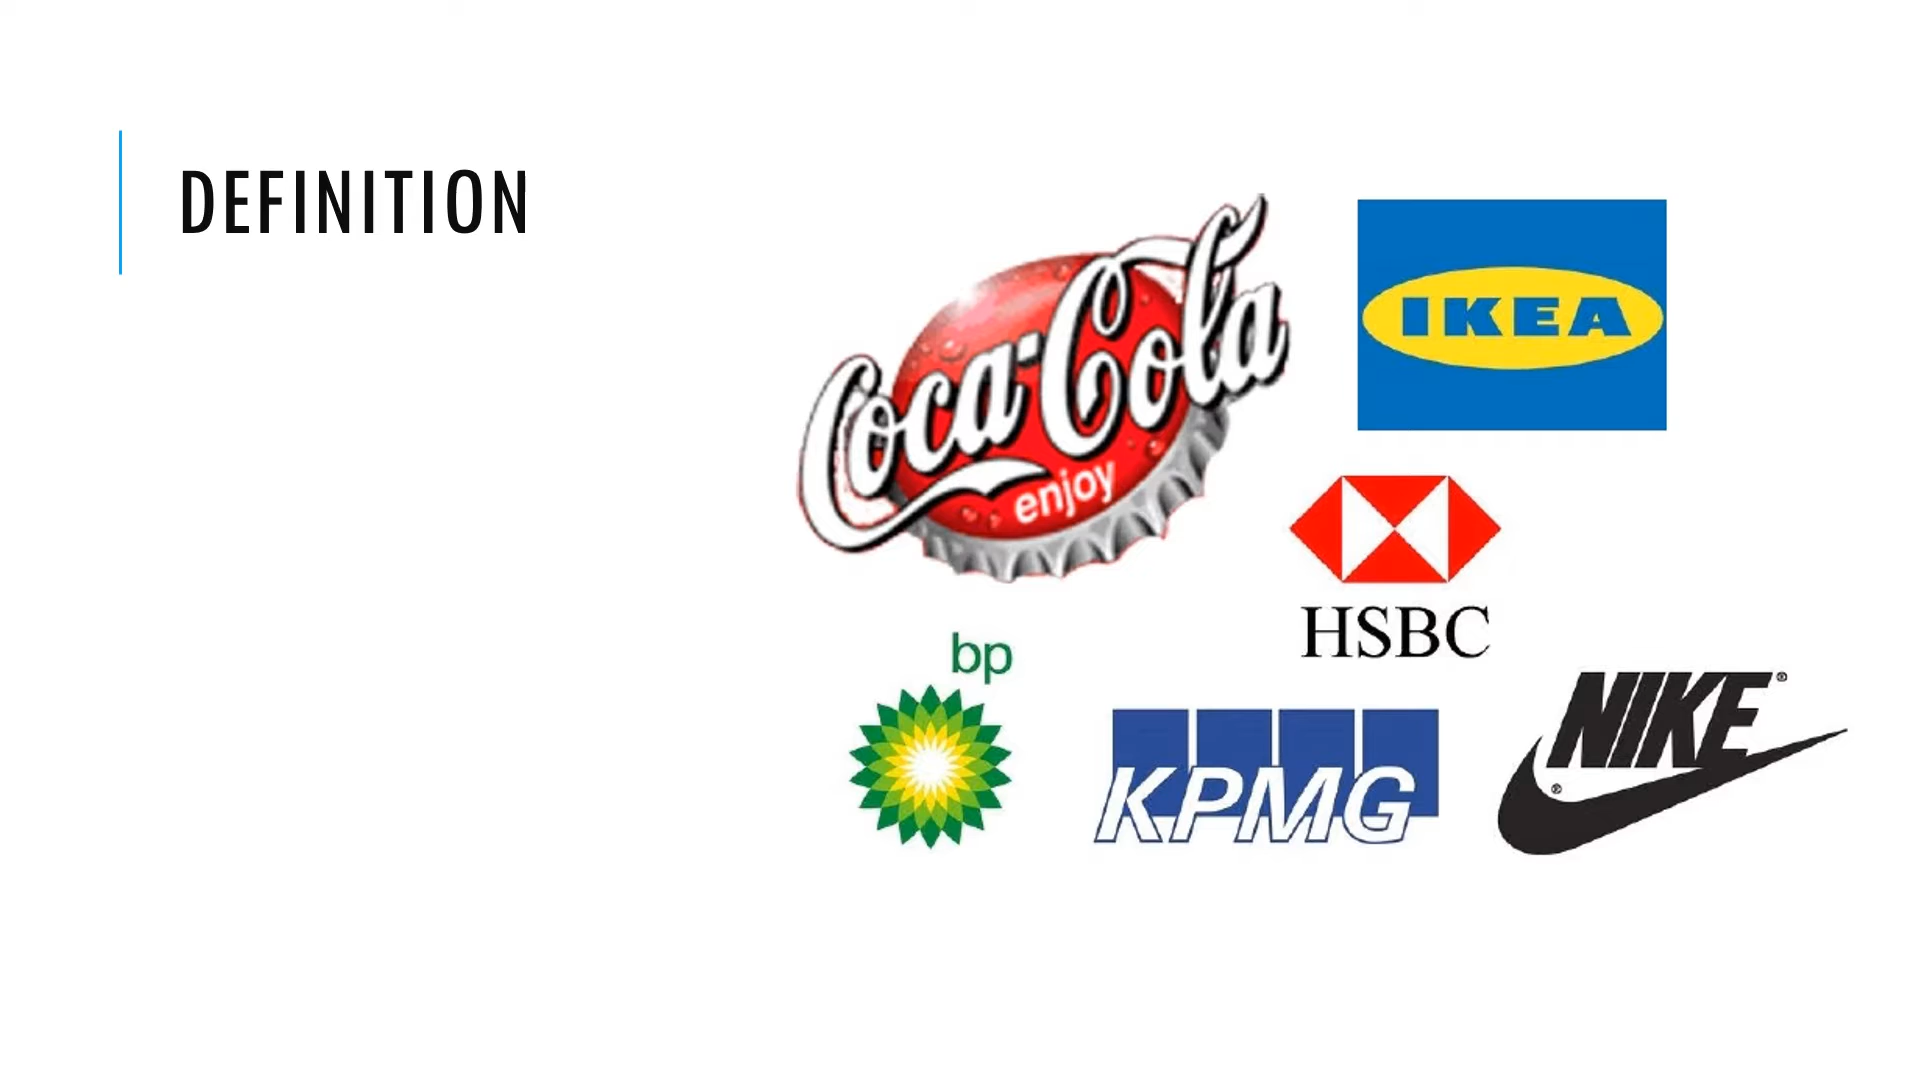 DEFINITION
Coca-Cola
enjoy
IKEA
HSBC
bp
KPMG
NIKE®
®